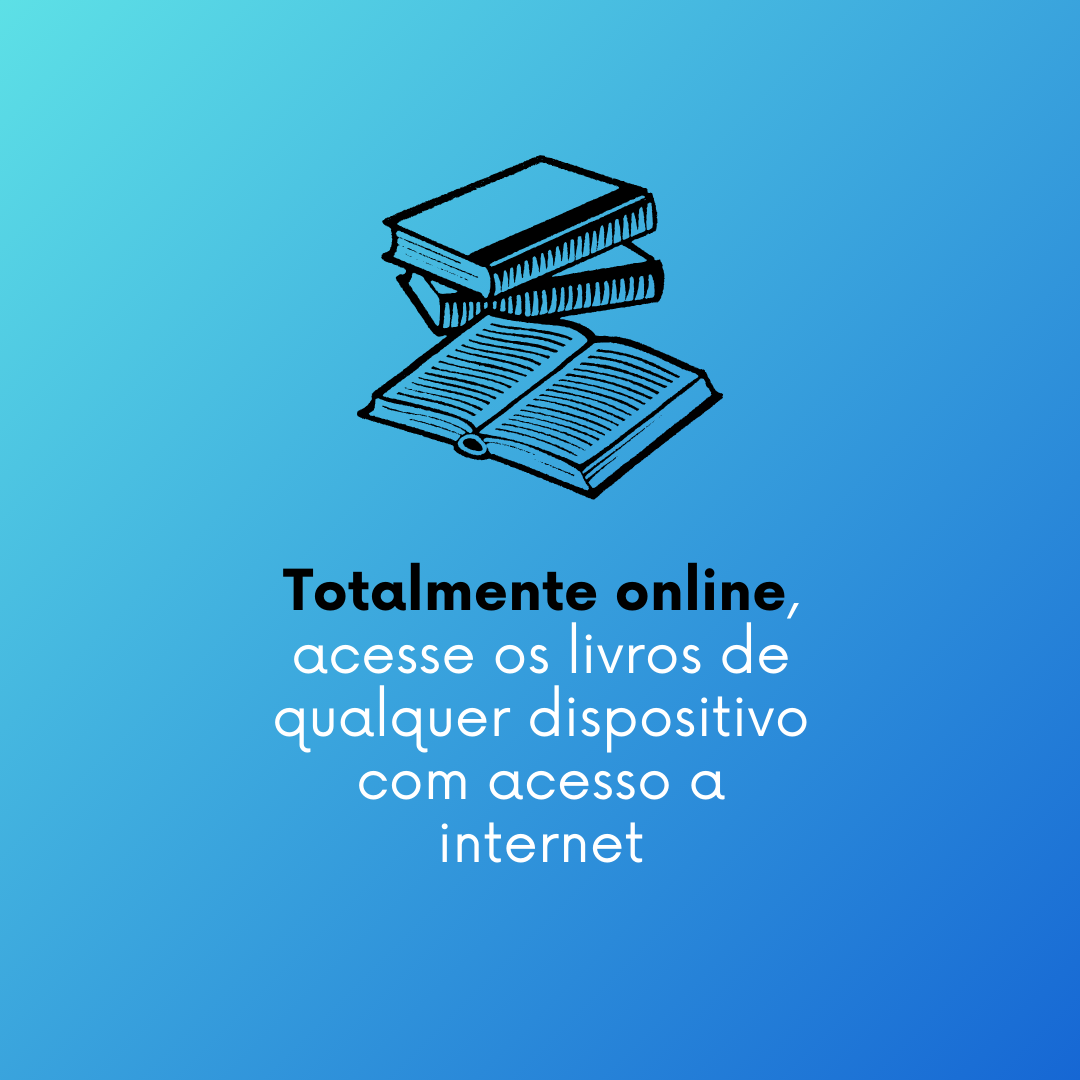 Totalmente online,
acesse os livros de
qualquer dispositivo
com acesso a
internet